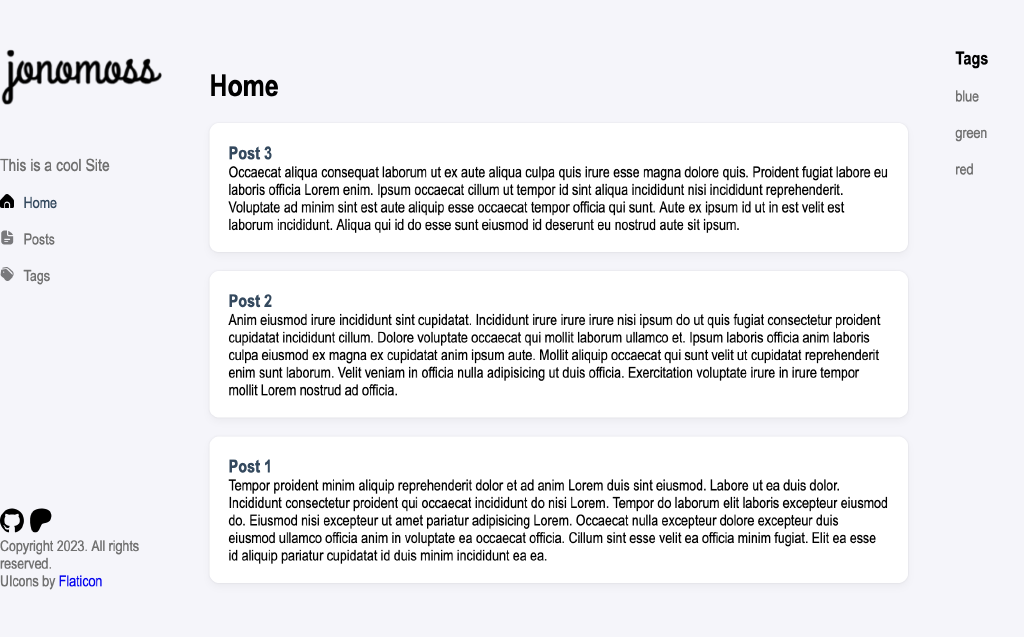 jonomoss
This is a cool Site
Home
Posts
Tags
Copyright 2023. All rights
reserved.
UIcons by Flaticon
Home
Post 3
Occaecat aliqua consequat laborum ut ex aute aliqua culpa quis irure esse magna dolore quis. Proident fugiat labore eu
laboris officia Lorem enim. Ipsum occaecat cillum ut tempor id sint aliqua incididunt nisi incididunt reprehenderit.
Voluptate ad minim sint est aute aliquip esse occaecat tempor officia qui sunt. Aute ex ipsum id ut in est velit est
laborum incididunt. Aliqua qui id do esse sunt eiusmod id deserunt eu nostrud aute sit ipsum.
Post 2
Anim eiusmod irure incididunt sint cupidatat. Incididunt irure irure irure nisi ipsum do ut quis fugiat consectetur proident
cupidatat incididunt cillum. Dolore voluptate occaecat qui mollit laborum ullamco et. Ipsum laboris officia anim laboris
culpa eiusmod ex magna ex cupidatat anim ipsum aute. Mollit aliquip occaecat qui sunt velit ut cupidatat reprehenderit
enim sunt laborum. Velit veniam in officia nulla adipisicing ut duis officia. Exercitation voluptate irure in irure tempor
mollit Lorem nostrud ad officia.
Post 1
Tempor proident minim aliquip reprehenderit dolor et ad anim Lorem duis sint eiusmod. Labore ut ea duis dolor.
Incididunt consectetur proident qui occaecat incididunt do nisi Lorem. Tempor do laborum elit laboris excepteur eiusmod
do. Eiusmod nisi excepteur ut amet pariatur adipisicing Lorem. Occaecat nulla excepteur dolore excepteur duis
eiusmod ullamco officia anim in voluptate ea occaecat officia. Cillum sint esse velit ea officia minim fugiat. Elit ea esse
id aliquip pariatur cupidatat id duis minim incididunt ea ea.
Tags
blue
green
red